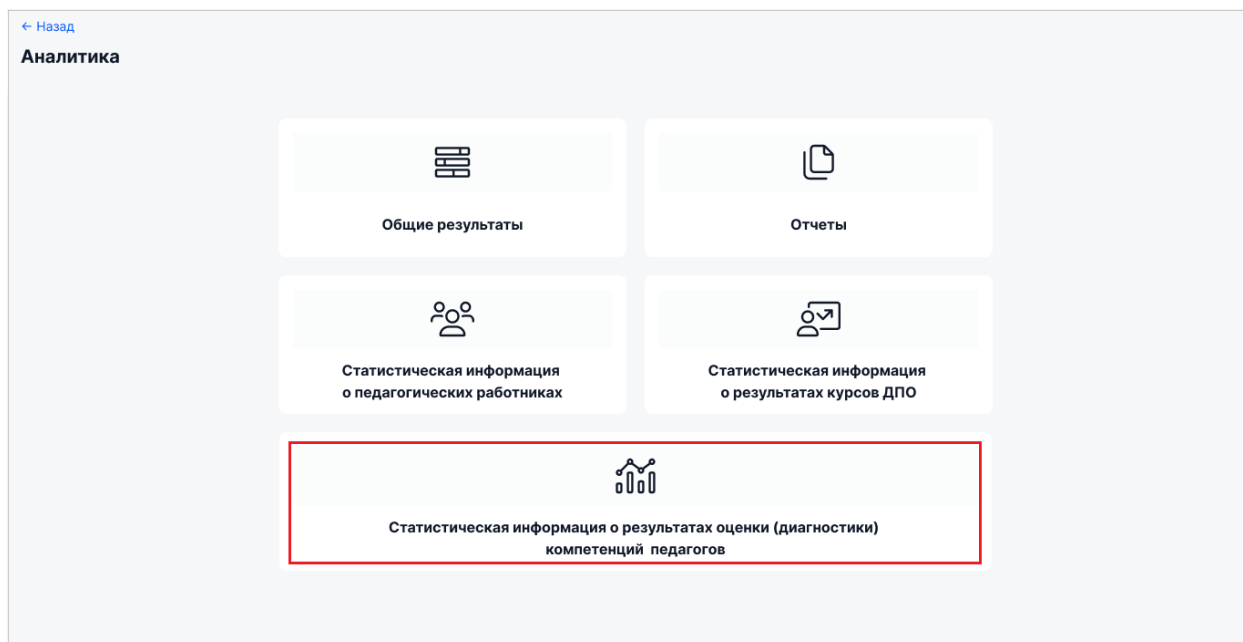 ← Назад
Аналитика
Общие результаты
Отчеты
Статистическая информация
о педагогических работниках
Статистическая информация
о результатах курсов ДПО
Статистическая информация о результатах оценки (диагностики)
компетенций педагогов